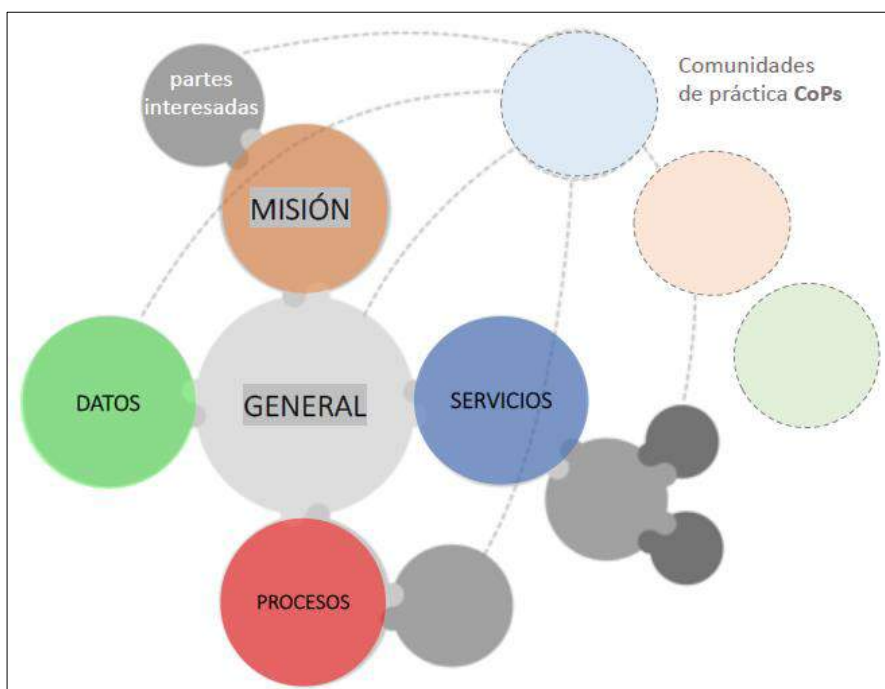 partes
interesadas
Comunidades
de práctica CoPs
MISIÓN
DATOS
GENERAL
SERVICIOS
PROCESOS